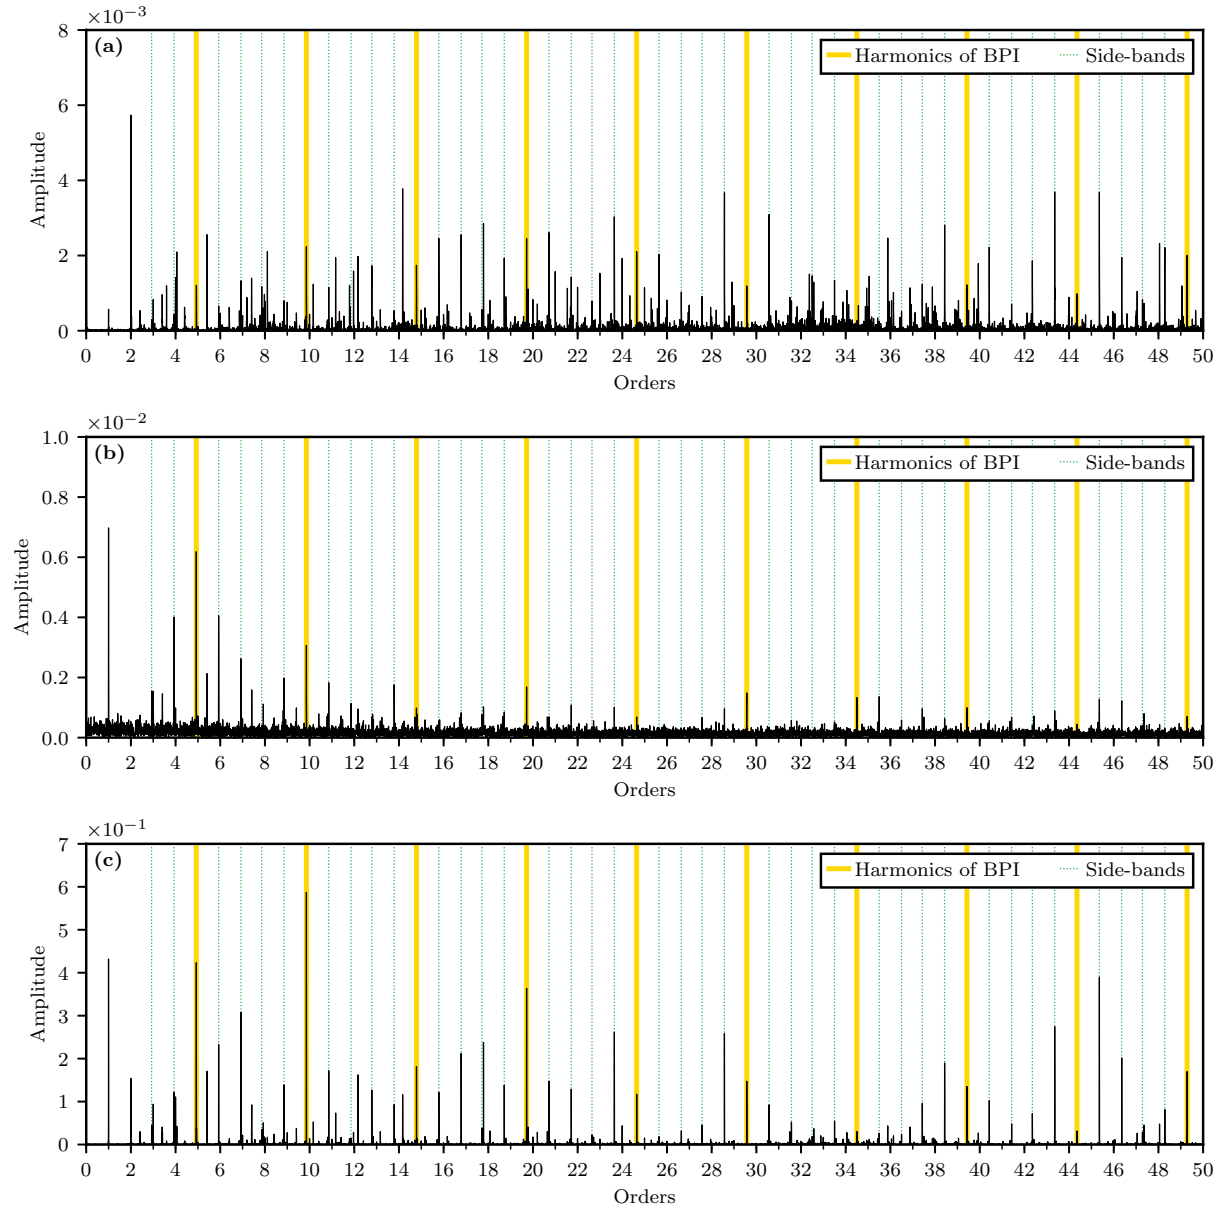 ×10⁻³
(a)
Harmonics of BPI Side-bands
8
6
4
2
0
Amplitude
0 2 4 6 8 10 12 14 16 18 20 22 24 26 28 30 32 34 36 38 40 42 44 46 48 50
Orders
×10⁻²
(b)
Harmonics of BPI Side-bands
1.0
0.8
0.6
0.4
0.2
0.0
Amplitude
0 2 4 6 8 10 12 14 16 18 20 22 24 26 28 30 32 34 36 38 40 42 44 46 48 50
Orders
×10⁻¹
(c)
Harmonics of BPI Side-bands
7
6
5
4
3
2
1
0
Amplitude
0 2 4 6 8 10 12 14 16 18 20 22 24 26 28 30 32 34 36 38 40 42 44 46 48 50
Orders